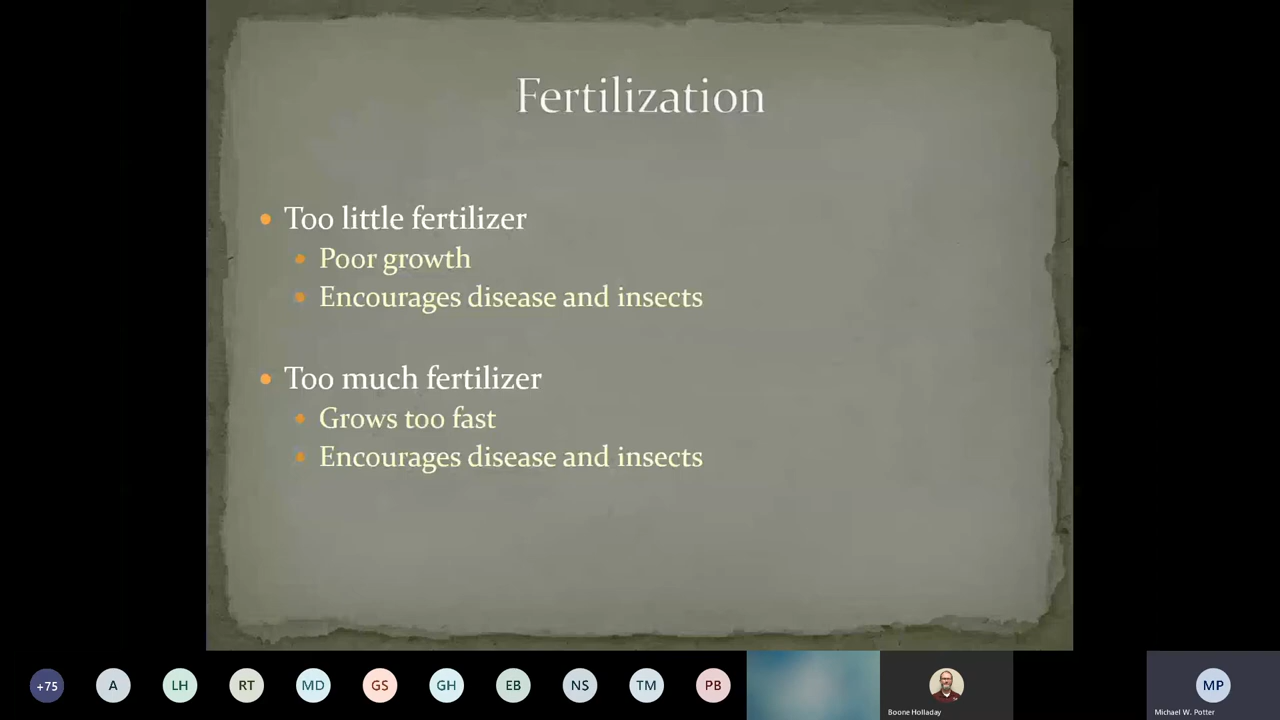 Fertilization
Too little fertilizer
Poor growth
Encourages disease and insects
Too much fertilizer
Grows too fast
Encourages disease and insects
+75 A LH RT MD GS GH EB NS TM PB MP
Boone Holladay
Michael W. Potter